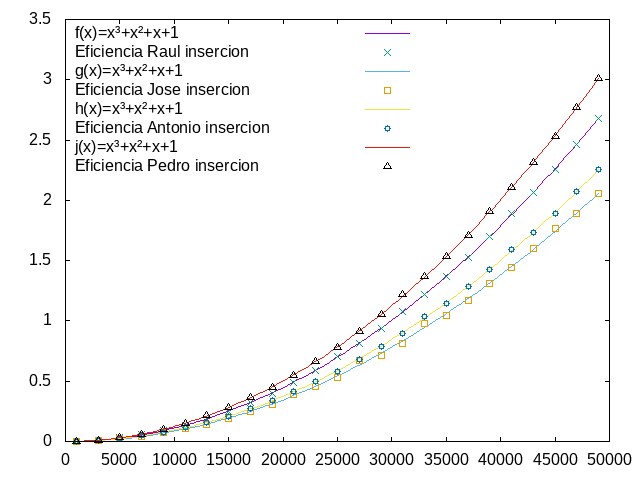 3.5
3
2.5
2
1.5
1
0.5
0
f(x)=x³+x²+x+1
Eficiencia Raul insercion
g(x)=x³+x²+x+1
Eficiencia Jose insercion
h(x)=x³+x²+x+1
Eficiencia Antonio insercion
j(x)=x³+x²+x+1
Eficiencia Pedro insercion
0 5000 10000 15000 20000 25000 30000 35000 40000 45000 50000